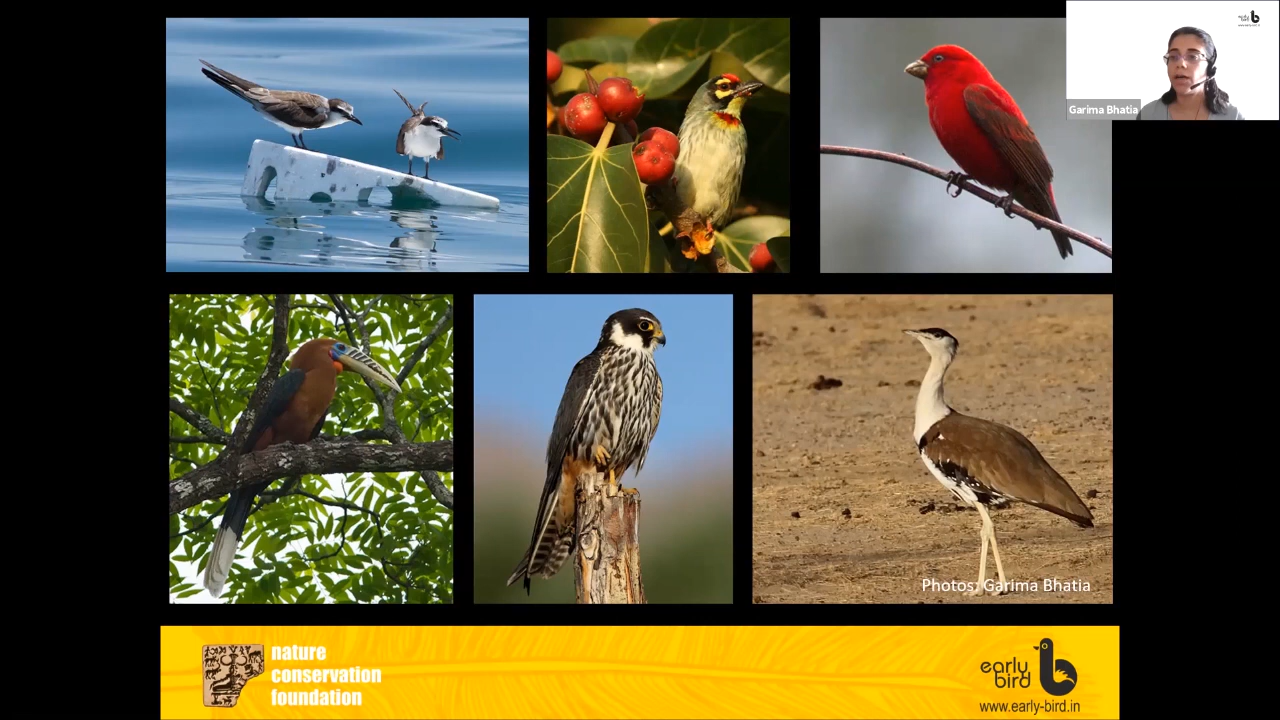 Garima Bhatia
Photos: Garima Bhatia
nature
conservation
foundation
early
bird
www.early-bird.in